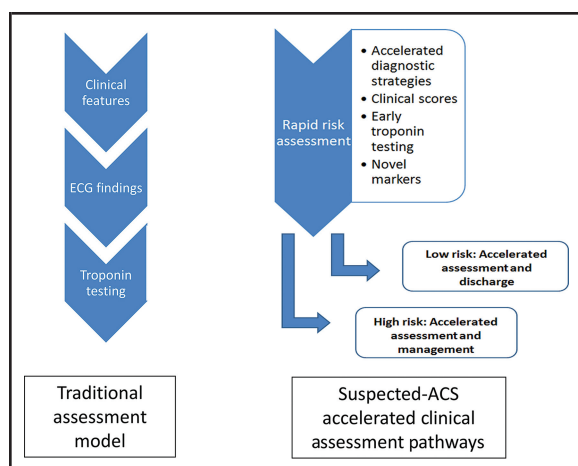 Clinical
features
ECG findings
Troponin
testing
Traditional
assessment
model
Rapid risk
assessment
• Accelerated
diagnostic
strategies
• Clinical scores
• Early
troponin
testing
• Novel
markers
Low risk: Accelerated
assessment and
discharge
High risk: Accelerated
assessment and
management
Suspected-ACS
accelerated clinical
assessment pathways